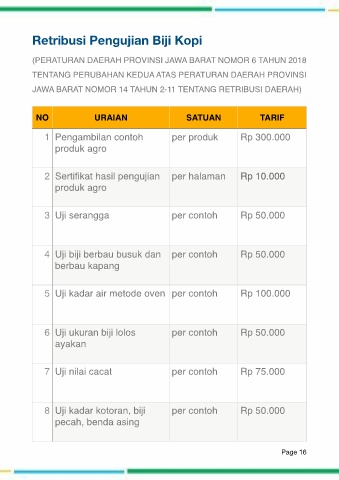 Retribusi Pengujian Biji Kopi
(PERATURAN DAERAH PROVINSI JAWA BARAT NOMOR 6 TAHUN 2018
TENTANG PERUBAHAN KEDUA ATAS PERATURAN DAERAH PROVINSI
JAWA BARAT NOMOR 14 TAHUN 2-11 TENTANG RETRIBUSI DAERAH)
NO URAIAN SATUAN TARIF
1 Pengambilan contoh per produk Rp 300.000
produk agro
2 Sertifikat hasil pengujian per halaman Rp 10.000
produk agro
3 Uji serangga per contoh Rp 50.000
4 Uji biji berbau busuk dan per contoh Rp 50.000
berbau kapang
5 Uji kadar air metode oven per contoh Rp 100.000
6 Uji ukuran biji lolos per contoh Rp 50.000
ayakan
7 Uji nilai cacat per contoh Rp 75.000
8 Uji kadar kotoran, biji per contoh Rp 50.000
pecah, benda asing
Page 16